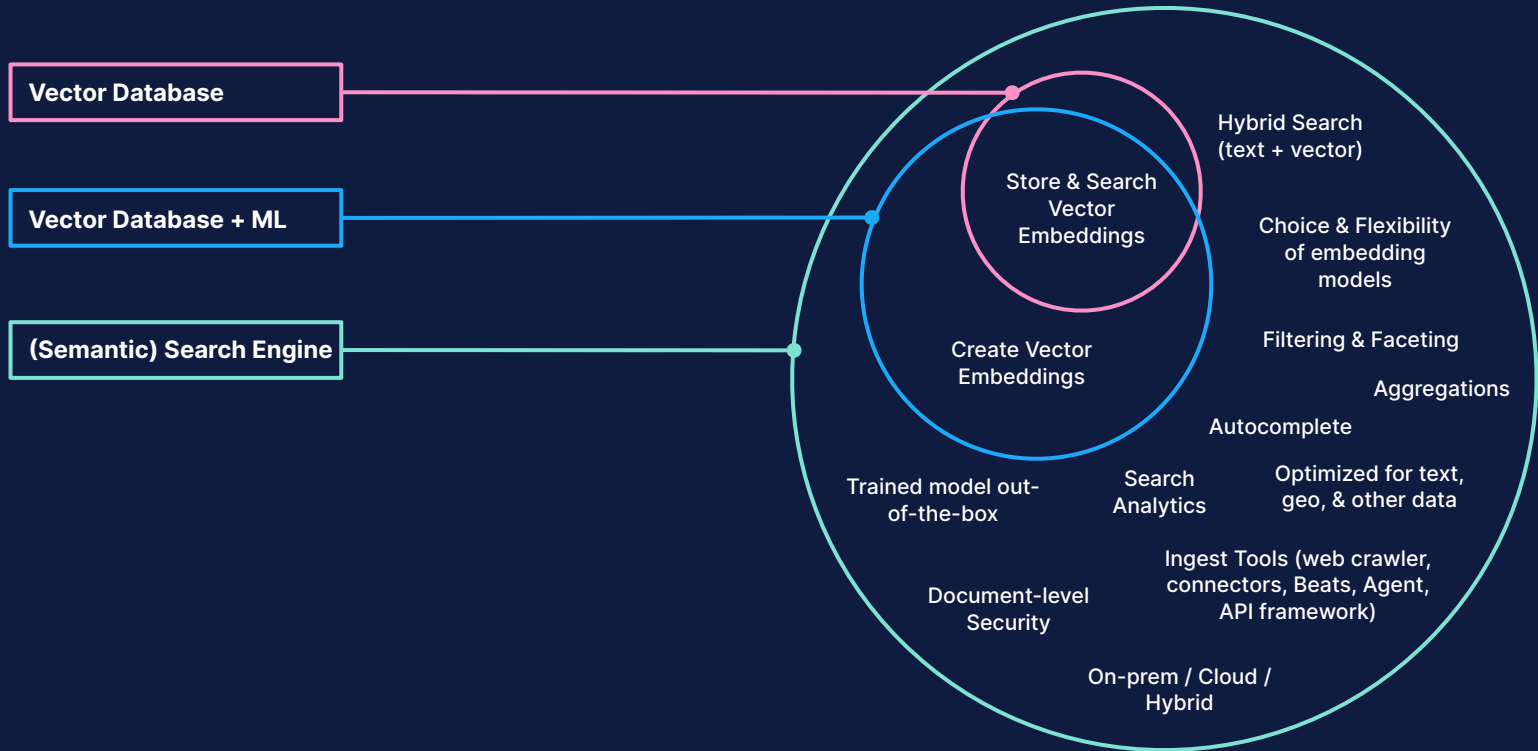 Vector Database
Vector Database + ML
(Semantic) Search Engine
Store & Search
Vector
Embeddings
Create Vector
Embeddings
Hybrid Search
(text + vector)
Choice & Flexibility
of embedding
models
Filtering & Faceting
Aggregations
Autocomplete
Trained model out-
of-the-box
Search
Analytics
Optimized for text,
geo, & other data
Ingest Tools (web crawler,
connectors, Beats, Agent,
API framework)
Document-level
Security
On-prem / Cloud /
Hybrid